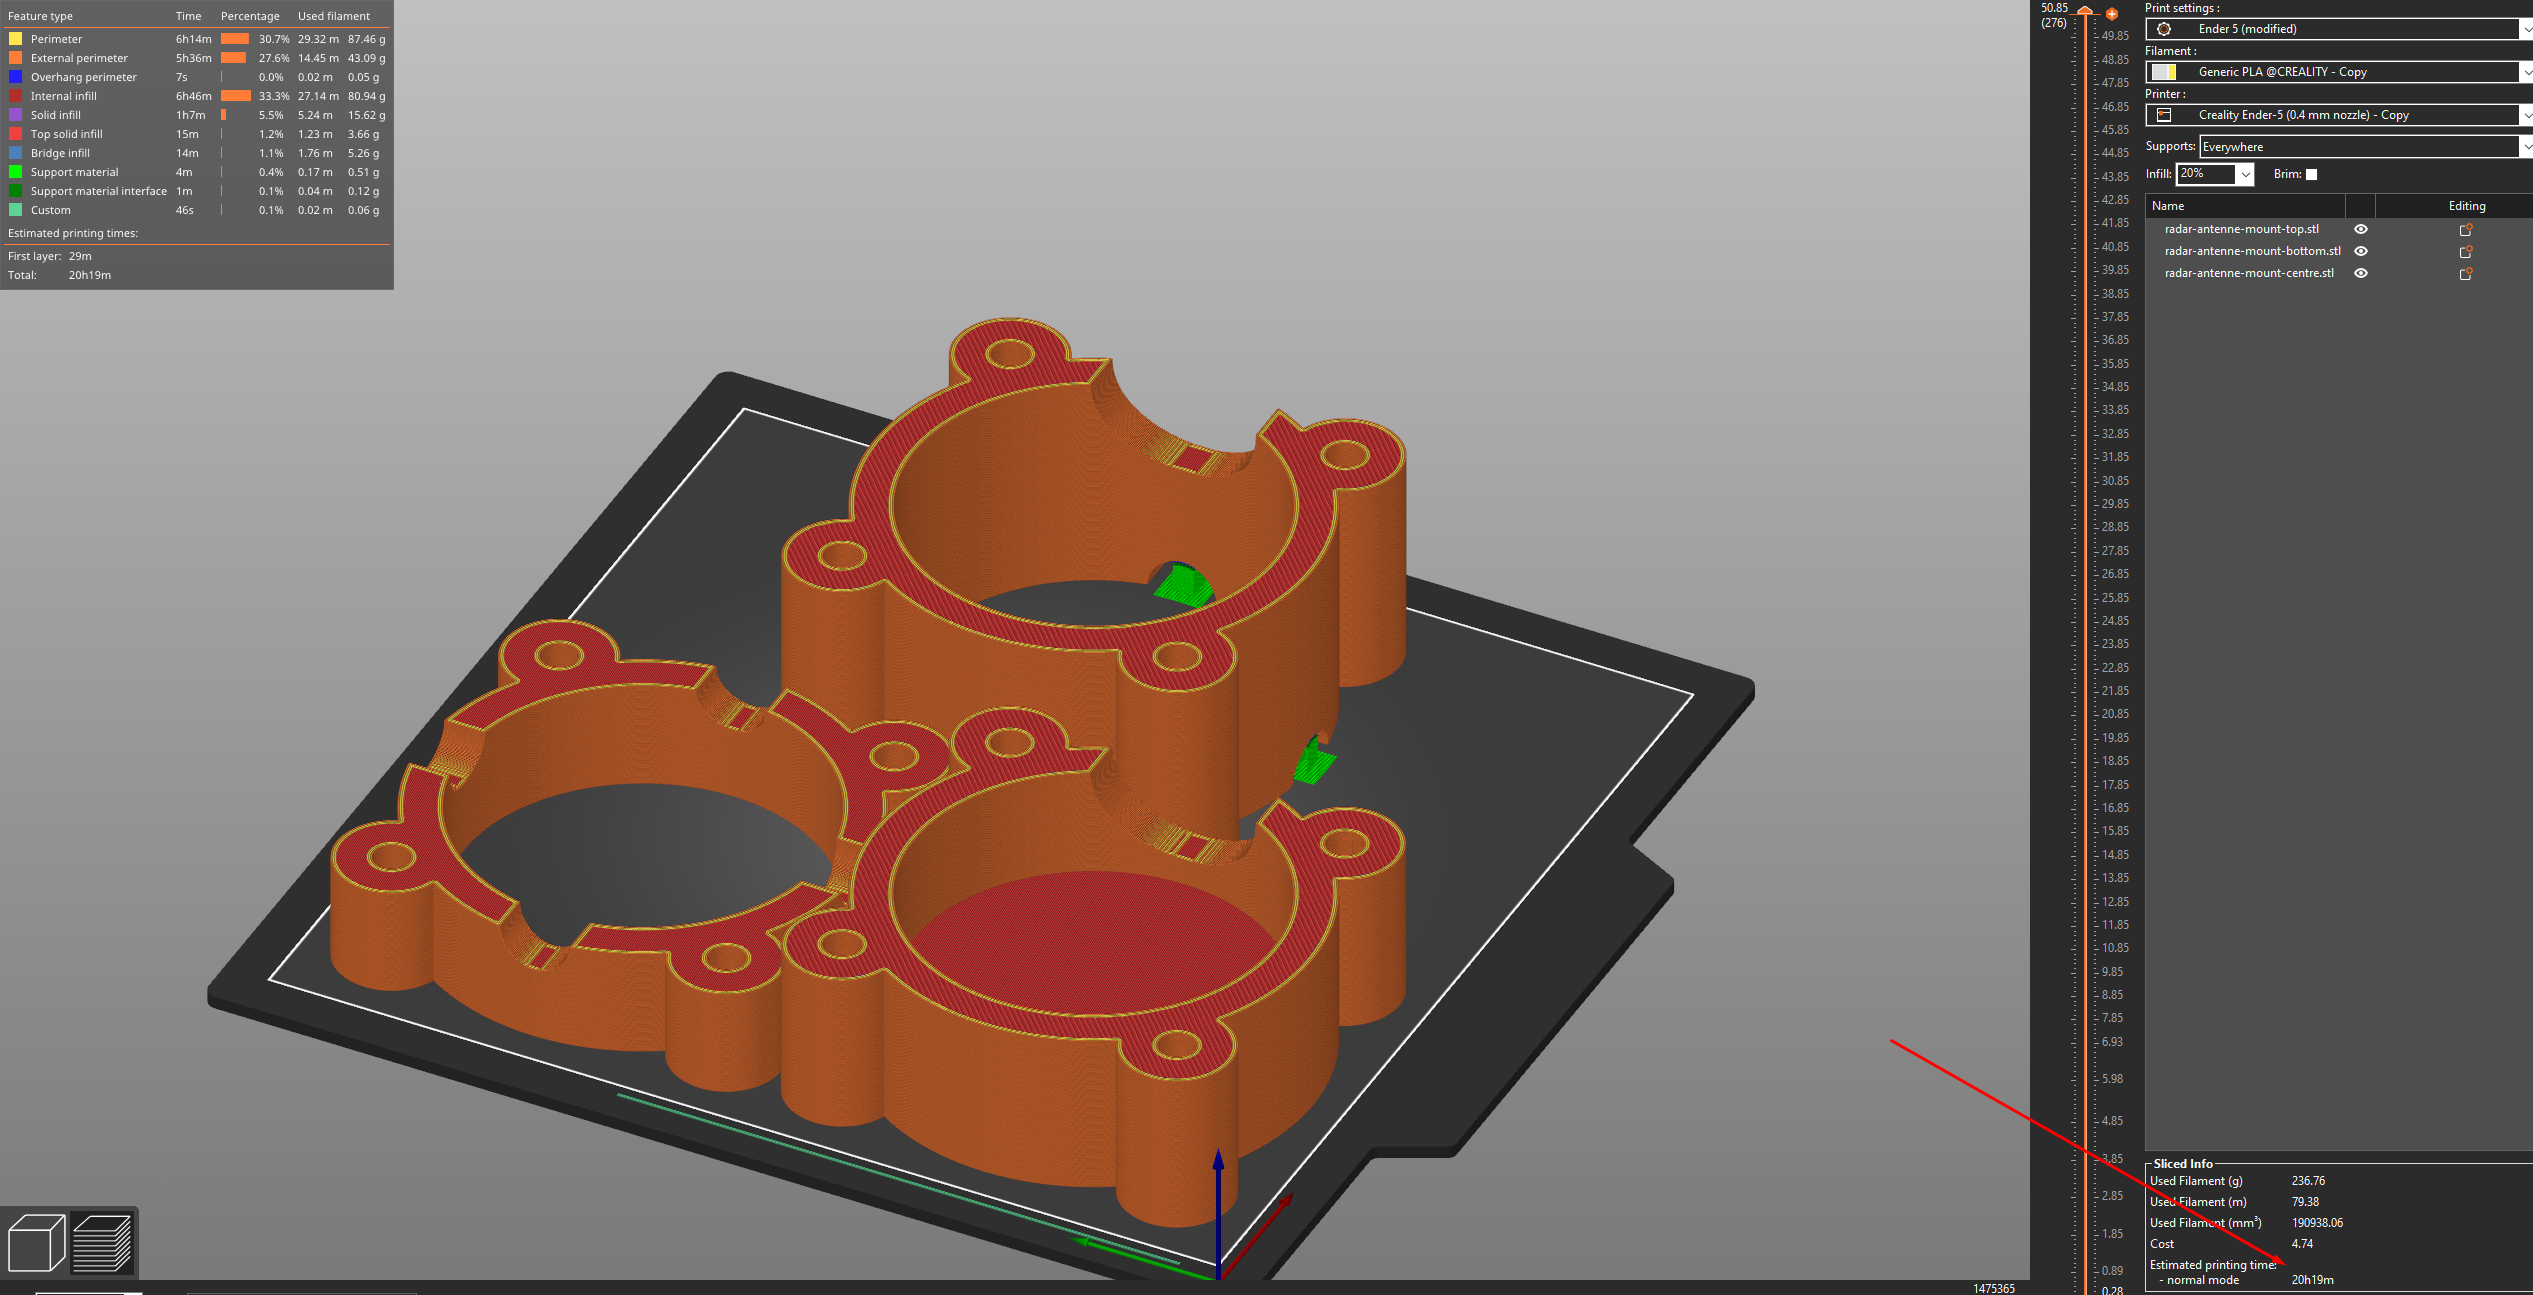 Feature type Time Percentage Used filament
Perimeter 6h14m 30.7% 29.32 m 87.46 g
External perimeter 5h36m 27.6% 14.45 m 43.09 g
Overhang perimeter 7s 0.0% 0.02 m 0.05 g
Internal infill 6h46m 33.3% 27.14 m 80.94 g
Solid infill 1h7m 5.5% 5.24 m 15.62 g
Top solid infill 15m 1.2% 1.23 m 3.66 g
Bridge infill 14m 1.1% 1.76 m 5.26 g
Support material 4m 0.4% 0.17 m 0.51 g
Support material interface 1m 0.1% 0.04 m 0.12 g
Custom 46s 0.1% 0.02 m 0.06 g
Estimated printing times:
First layer: 29m
Total: 20h19m
50.85
(276)
49.85
48.85
47.85
46.85
45.85
44.85
43.85
42.85
41.85
40.85
39.85
38.85
37.85
36.85
35.85
34.85
33.85
32.85
31.85
30.85
29.85
28.85
27.85
26.85
25.85
24.85
23.85
22.85
21.85
20.85
19.85
18.85
17.85
16.85
15.85
14.85
13.85
12.85
11.85
10.85
9.85
8.85
7.85
6.93
5.98
4.85
3.85
2.85
1.85
0.89
0.28
1475365
Print settings :
Ender 5 (modified)
Filament :
Generic PLA @CREALITY - Copy
Printer :
Creality Ender-5 (0.4 mm nozzle) - Copy
Supports: Everywhere
Infill: 20% Brim:
Name Editing
radar-antenne-mount-top.stl
radar-antenne-mount-bottom.stl
radar-antenne-mount-centre.stl
Sliced Info
Used Filament (g) 236.76
Used Filament (m) 79.38
Used Filament (mm³) 190938.06
Cost 4.74
Estimated printing time:
- normal mode 20h19m